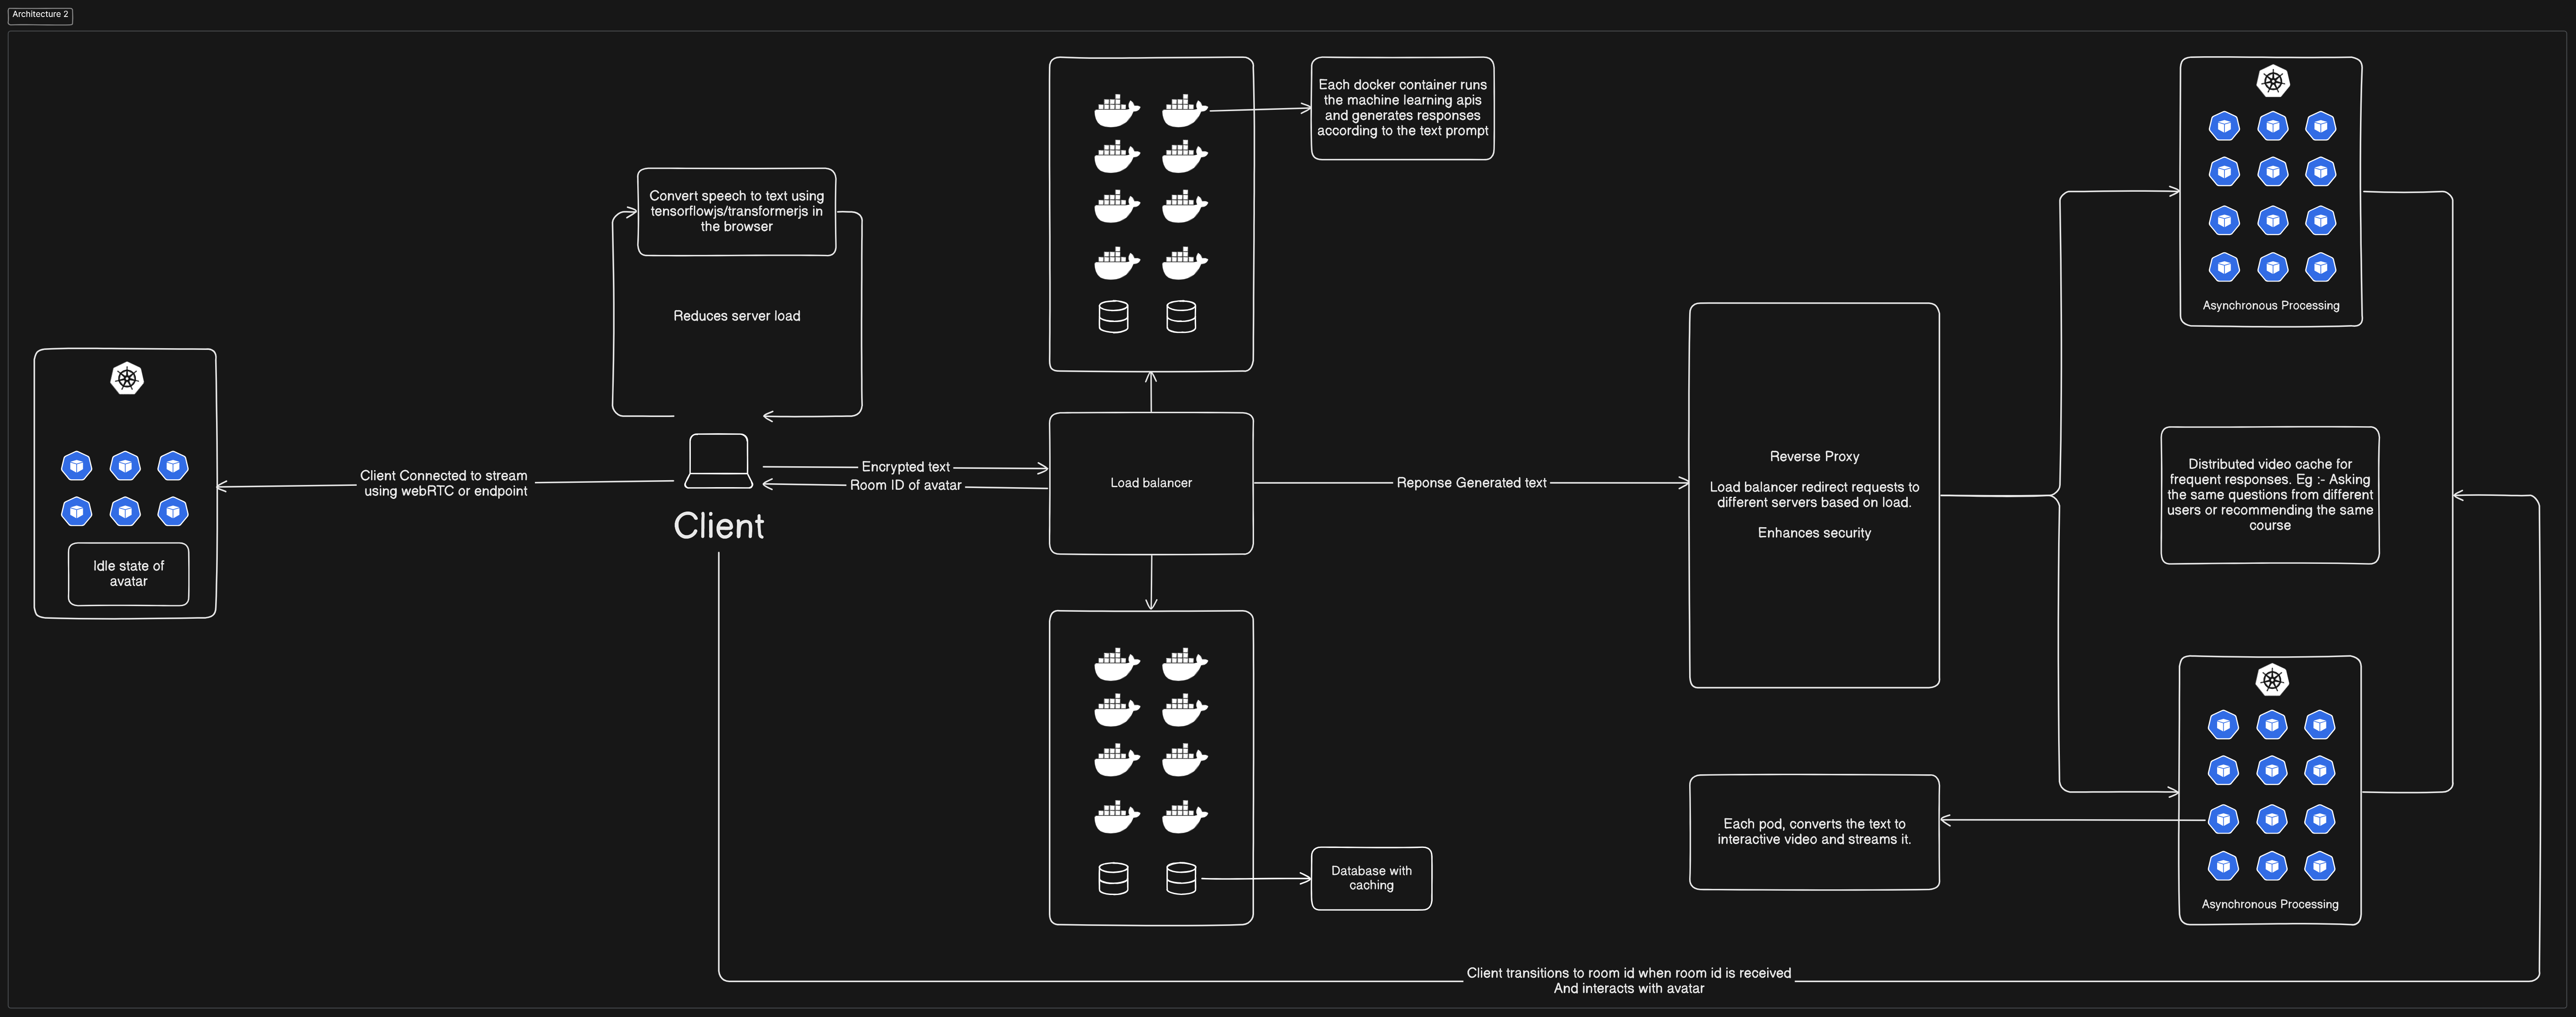 Architecture 2
Each docker container runs
the machine learning apis
and generates responses
according to the text prompt
Convert speech to text using
tensorflowjs/transformerjs in
the browser
Reduces server load
Asynchronous Processing
Client Connected to stream
using webRTC or endpoint
Idle state of
avatar
Client
Encrypted text
Room ID of avatar
Load balancer
Reponse Generated text
Reverse Proxy
Load balancer redirect requests to
different servers based on load.
Enhances security
Distributed video cache for
frequent responses. Eg :- Asking
the same questions from different
users or recommending the same
course
Each pod, converts the text to
interactive video and streams it.
Database with
caching
Asynchronous Processing
Client transitions to room id when room id is received
And interacts with avatar